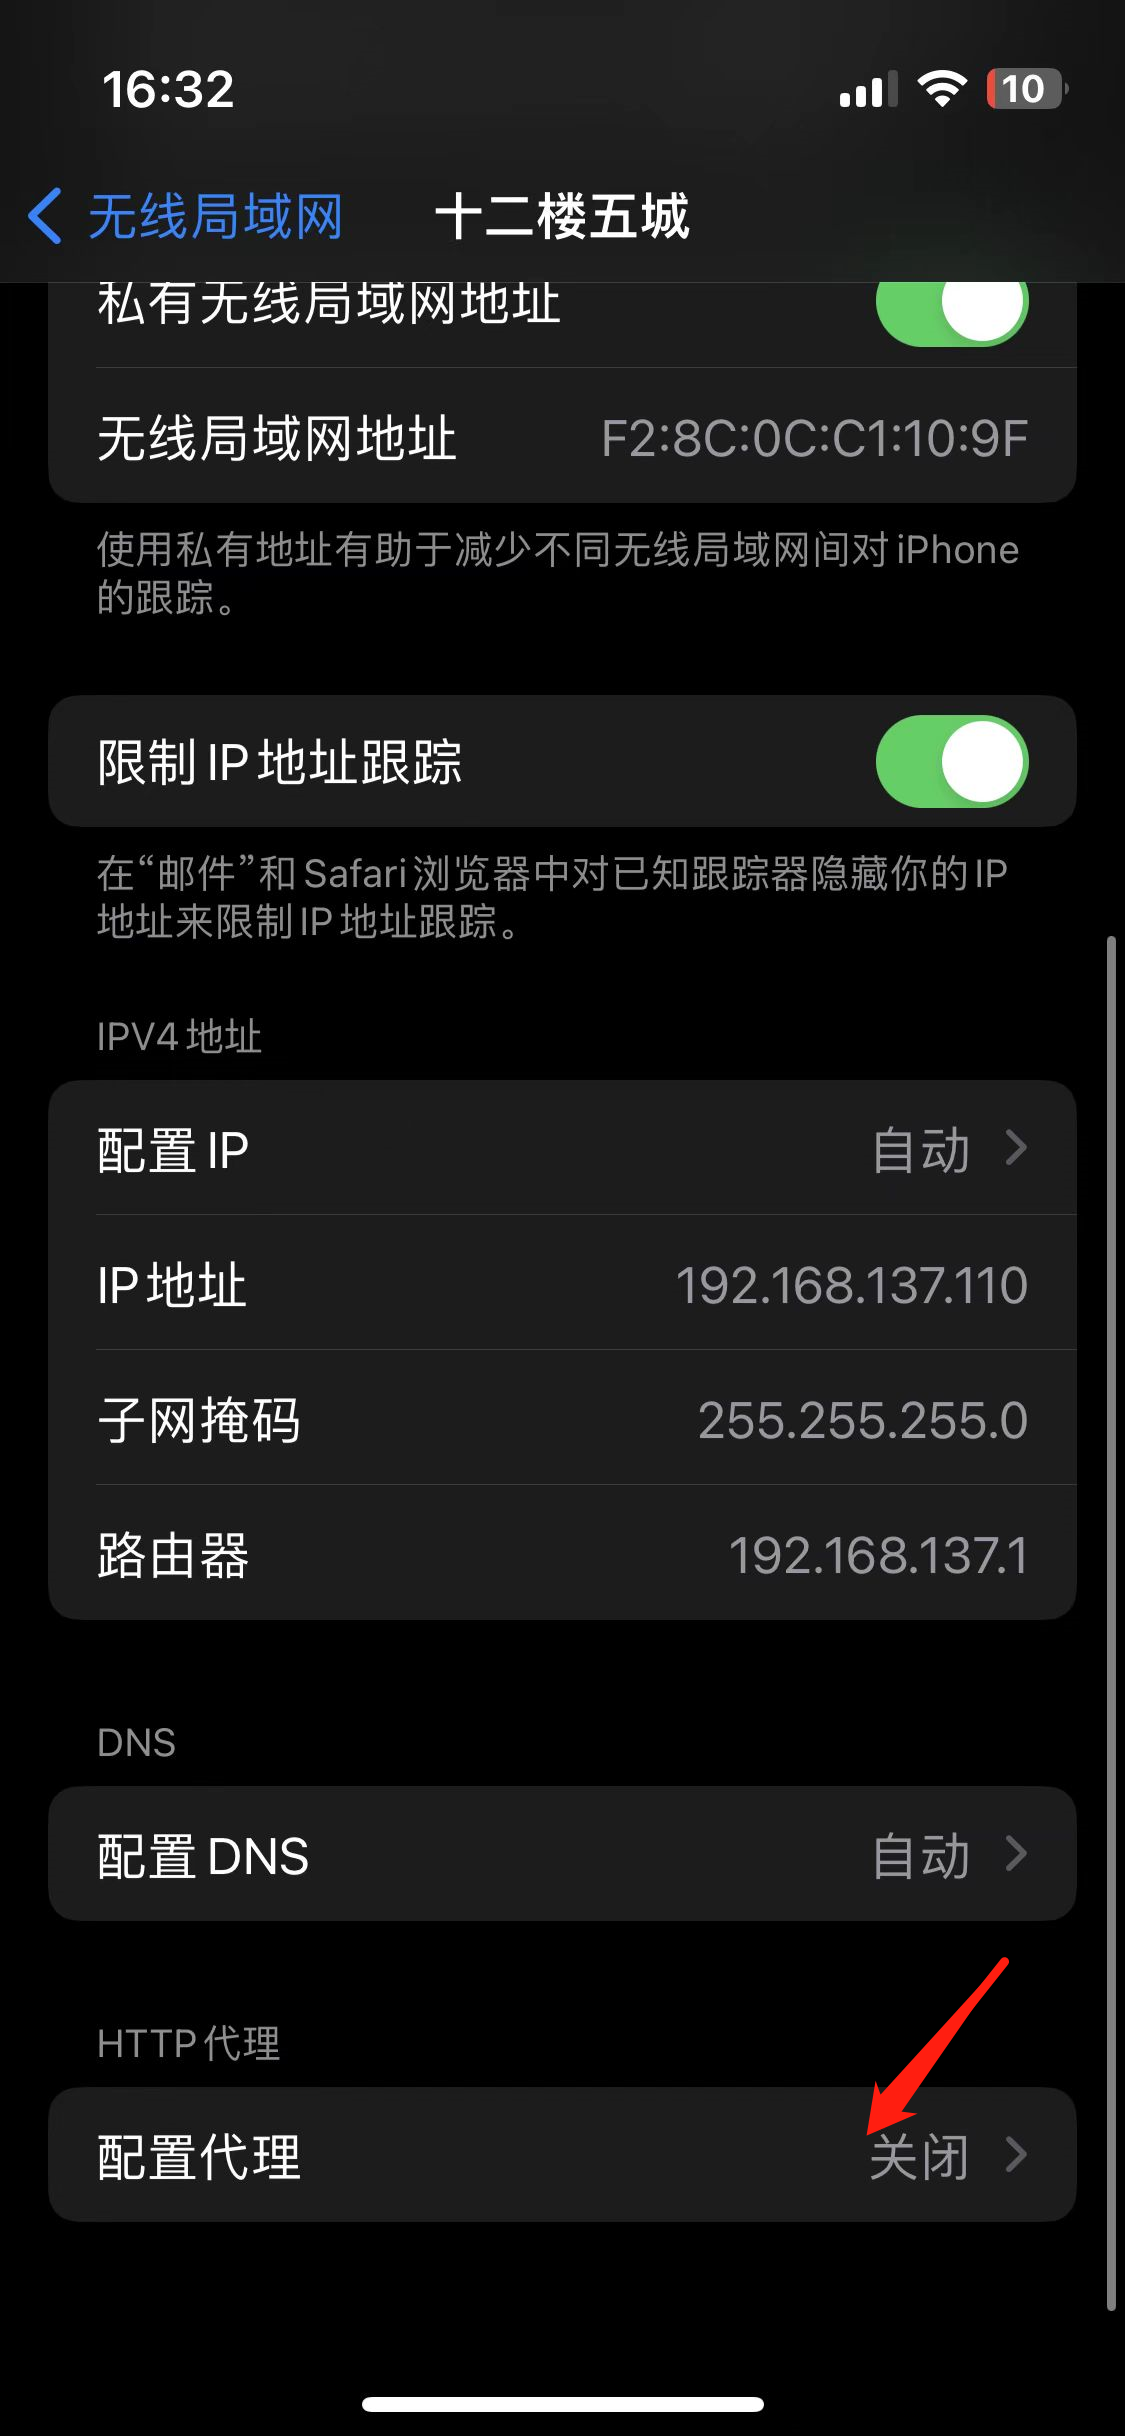 16:32
10
无线局域网
十二楼五城
私有无线局域网地址
无线局域网地址
F2:8C:0C:C1:10:9F
使用私有地址有助于减少不同无线局域网间对 iPhone
的跟踪。
限制 IP 地址跟踪
在“邮件”和 Safari 浏览器中对已知跟踪器隐藏你的 IP
地址来限制 IP 地址跟踪。
IPV4 地址
配置 IP
自动
IP 地址
192.168.137.110
子网掩码
255.255.255.0
路由器
192.168.137.1
DNS
配置 DNS
自动
HTTP 代理
配置代理
关闭